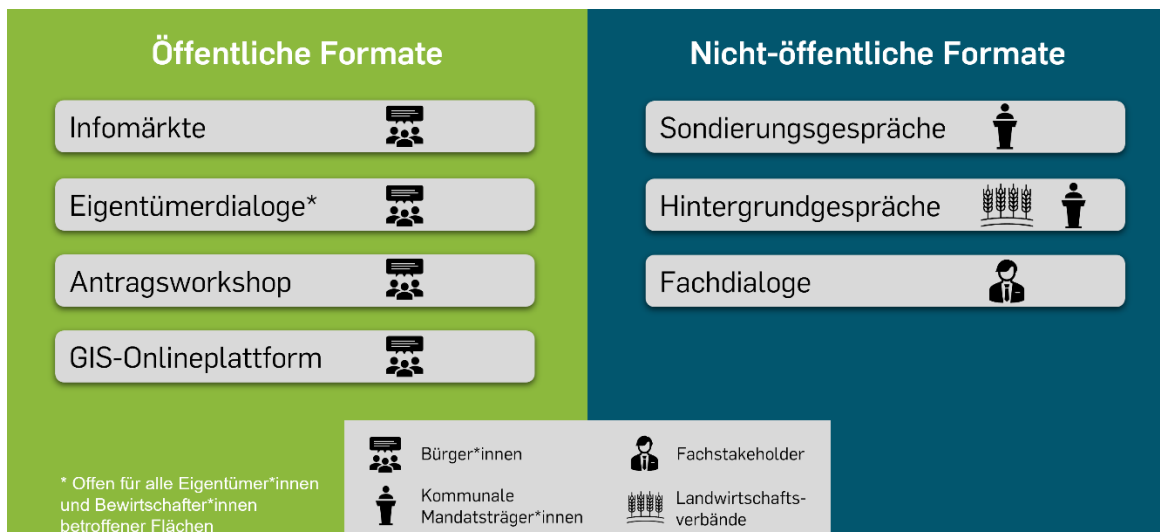 Öffentliche Formate
Infomärkte
Eigentümerdialoge*
Antragsworkshop
GIS-Onlineplattform
* Offen für alle Eigentümer*innen
und Bewirtschafter*innen
betroffener Flächen
Nicht-öffentliche Formate
Sondierungsgespräche
Hintergrundgespräche
Fachdialoge
Bürger*innen
Kommunale
Mandatsträger*innen
Fachstakeholder
Landwirtschafts-
verbände